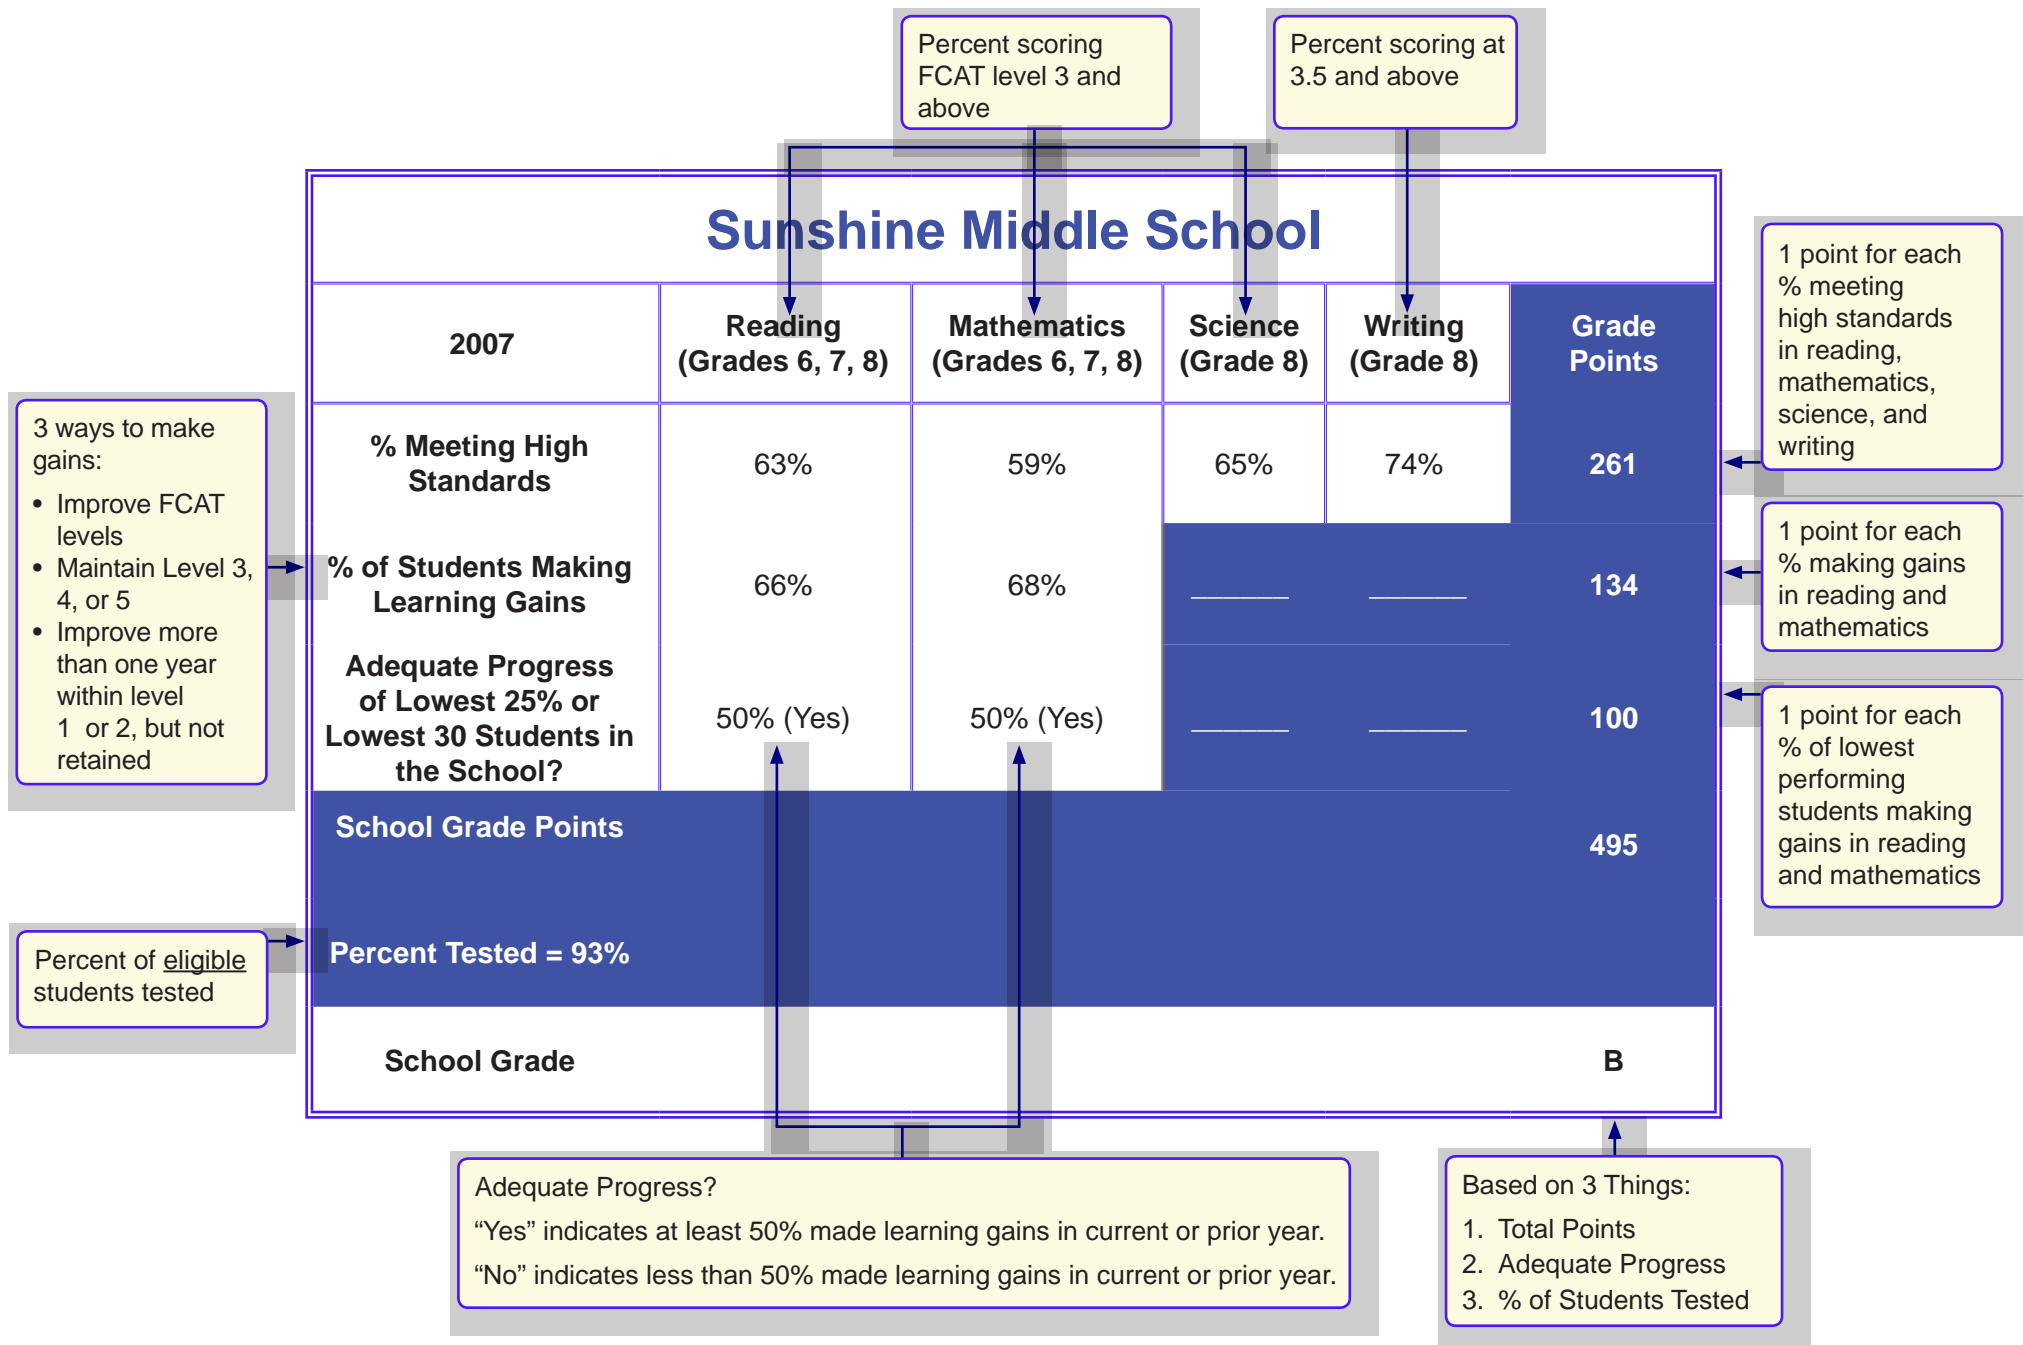 Percent scoring
FCAT level 3 and
above
Percent scoring at
3.5 and above
Sunshine Middle School
2007
Reading
(Grades 6, 7, 8)
Mathematics
(Grades 6, 7, 8)
Science
(Grade 8)
Writing
(Grade 8)
Grade
Points
% Meeting High
Standards
63%
59%
65%
74%
261
% of Students Making
Learning Gains
66%
68%
______
______
134
Adequate Progress
of Lowest 25% or
Lowest 30 Students in
the School?
50% (Yes)
50% (Yes)
______
______
100
School Grade Points
495
Percent Tested = 93%
School Grade
B
3 ways to make
gains:
• Improve FCAT
levels
• Maintain Level 3,
4, or 5
• Improve more
than one year
within level
1 or 2, but not
retained
Percent of eligible
students tested
1 point for each
% meeting
high standards
in reading,
mathematics,
science, and
writing
1 point for each
% making gains
in reading and
mathematics
1 point for each
% of lowest
performing
students making
gains in reading
and mathematics
Adequate Progress?
“Yes” indicates at least 50% made learning gains in current or prior year.
“No” indicates less than 50% made learning gains in current or prior year.
Based on 3 Things:
1. Total Points
2. Adequate Progress
3. % of Students Tested